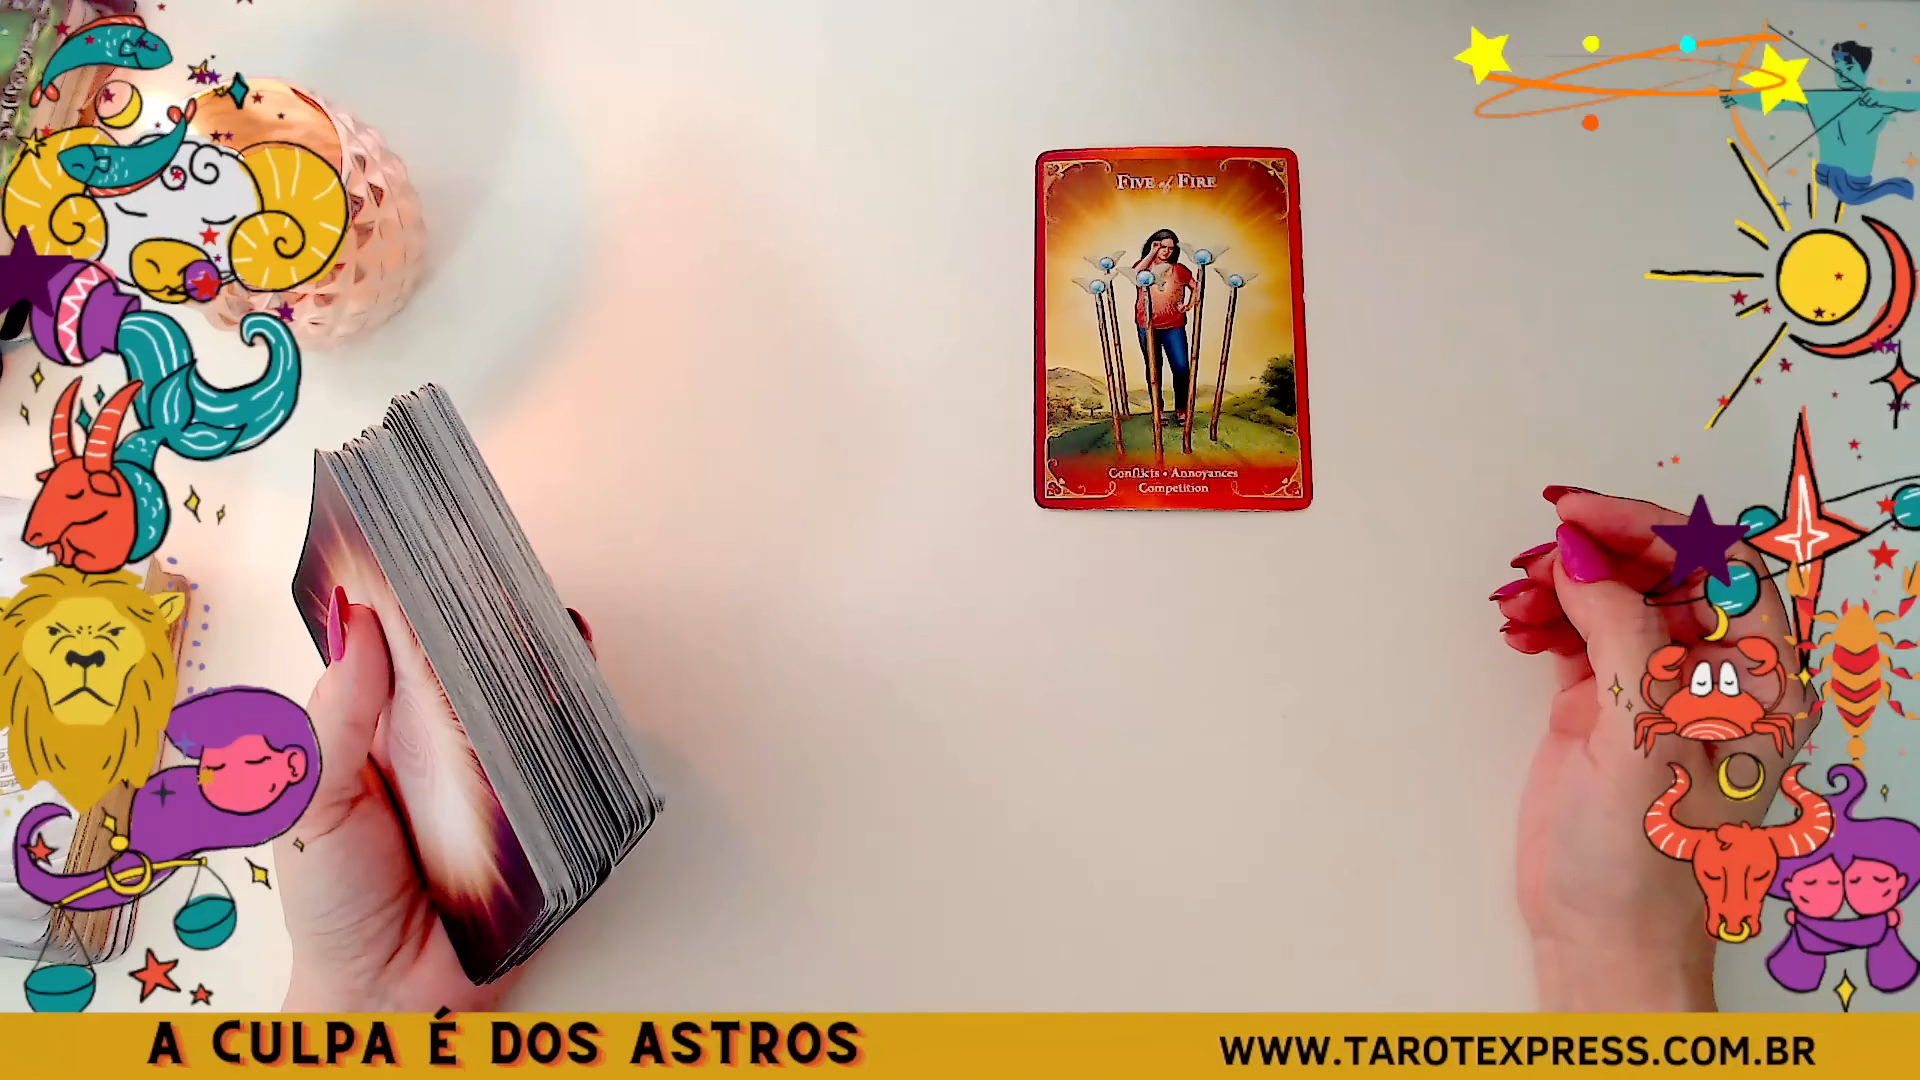 FIVE of FIRE
Conflicts • Annoyances
Competition
A CULPA É DOS ASTROS
WWW.TAROTEXPRESS.COM.BR